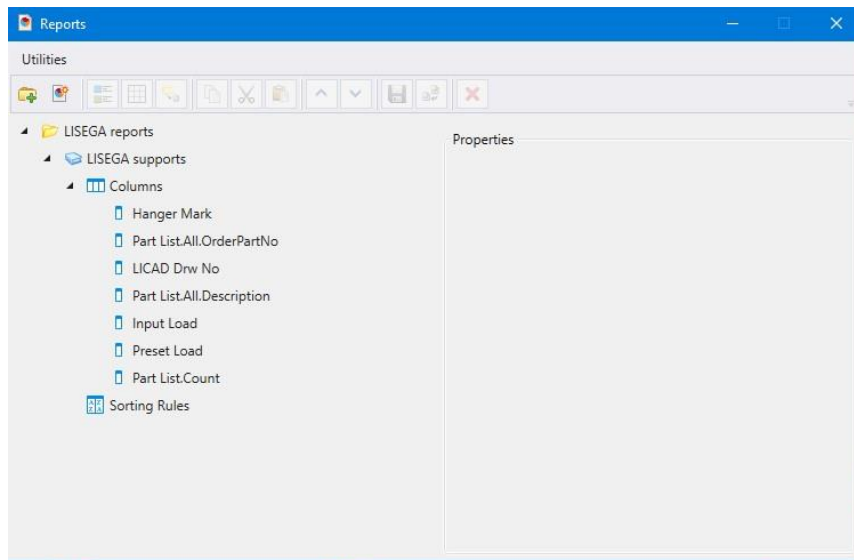 Reports
Utilities
LISEGA reports
LISEGA supports
Columns
Hanger Mark
Part List.All.OrderPartNo
LICAD Drw No
Part List.All.Description
Input Load
Preset Load
Part List.Count
Sorting Rules
Properties